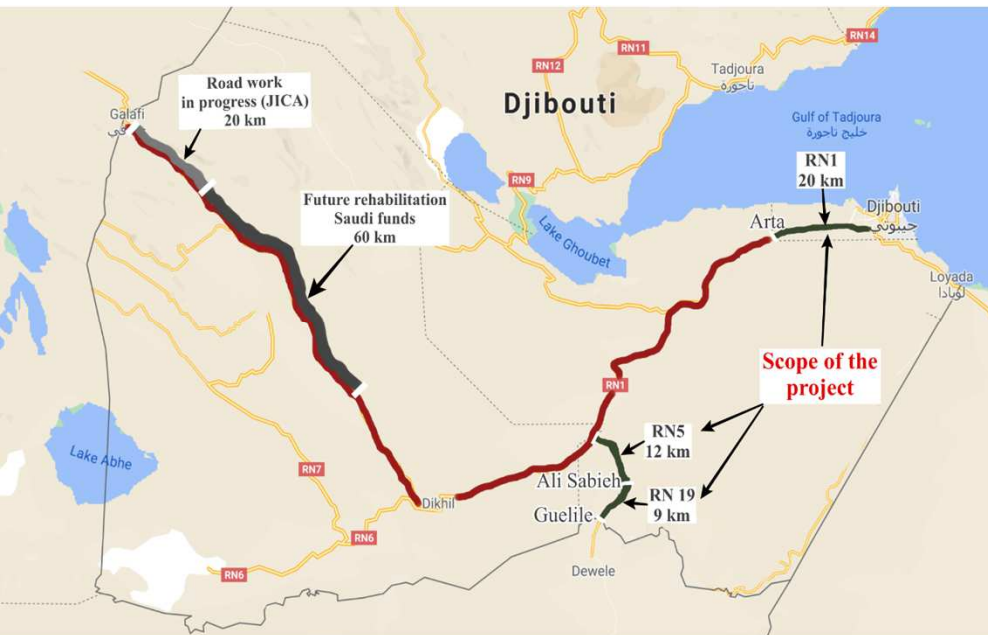 RN14
RN11
RN12
Tadjoura
تاجورة
Road work
in progress (JICA)
20 km
Djibouti
Galafi
Gulf of Tadjoura
خليج تاجورة
RN1
20 km
RN9
Future rehabilitation
Saudi funds
60 km
Djibouti
جيبوتي
Arta
Lake Ghoubet
Loyada
لويادا
Scope of the
project
RN1
RN5
12 km
Lake Abhe
RN7
Ali Sabieh
RN 19
9 km
Dikhil
Guelile
RN6
RN6
Dewele